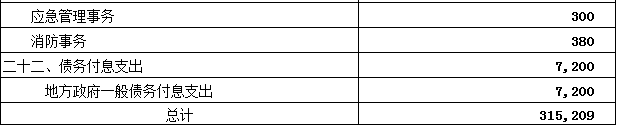 应急管理事务 300
消防事务 380
二十二、债务付息支出 7,200
地方政府一般债务付息支出 7,200
总计 315,209